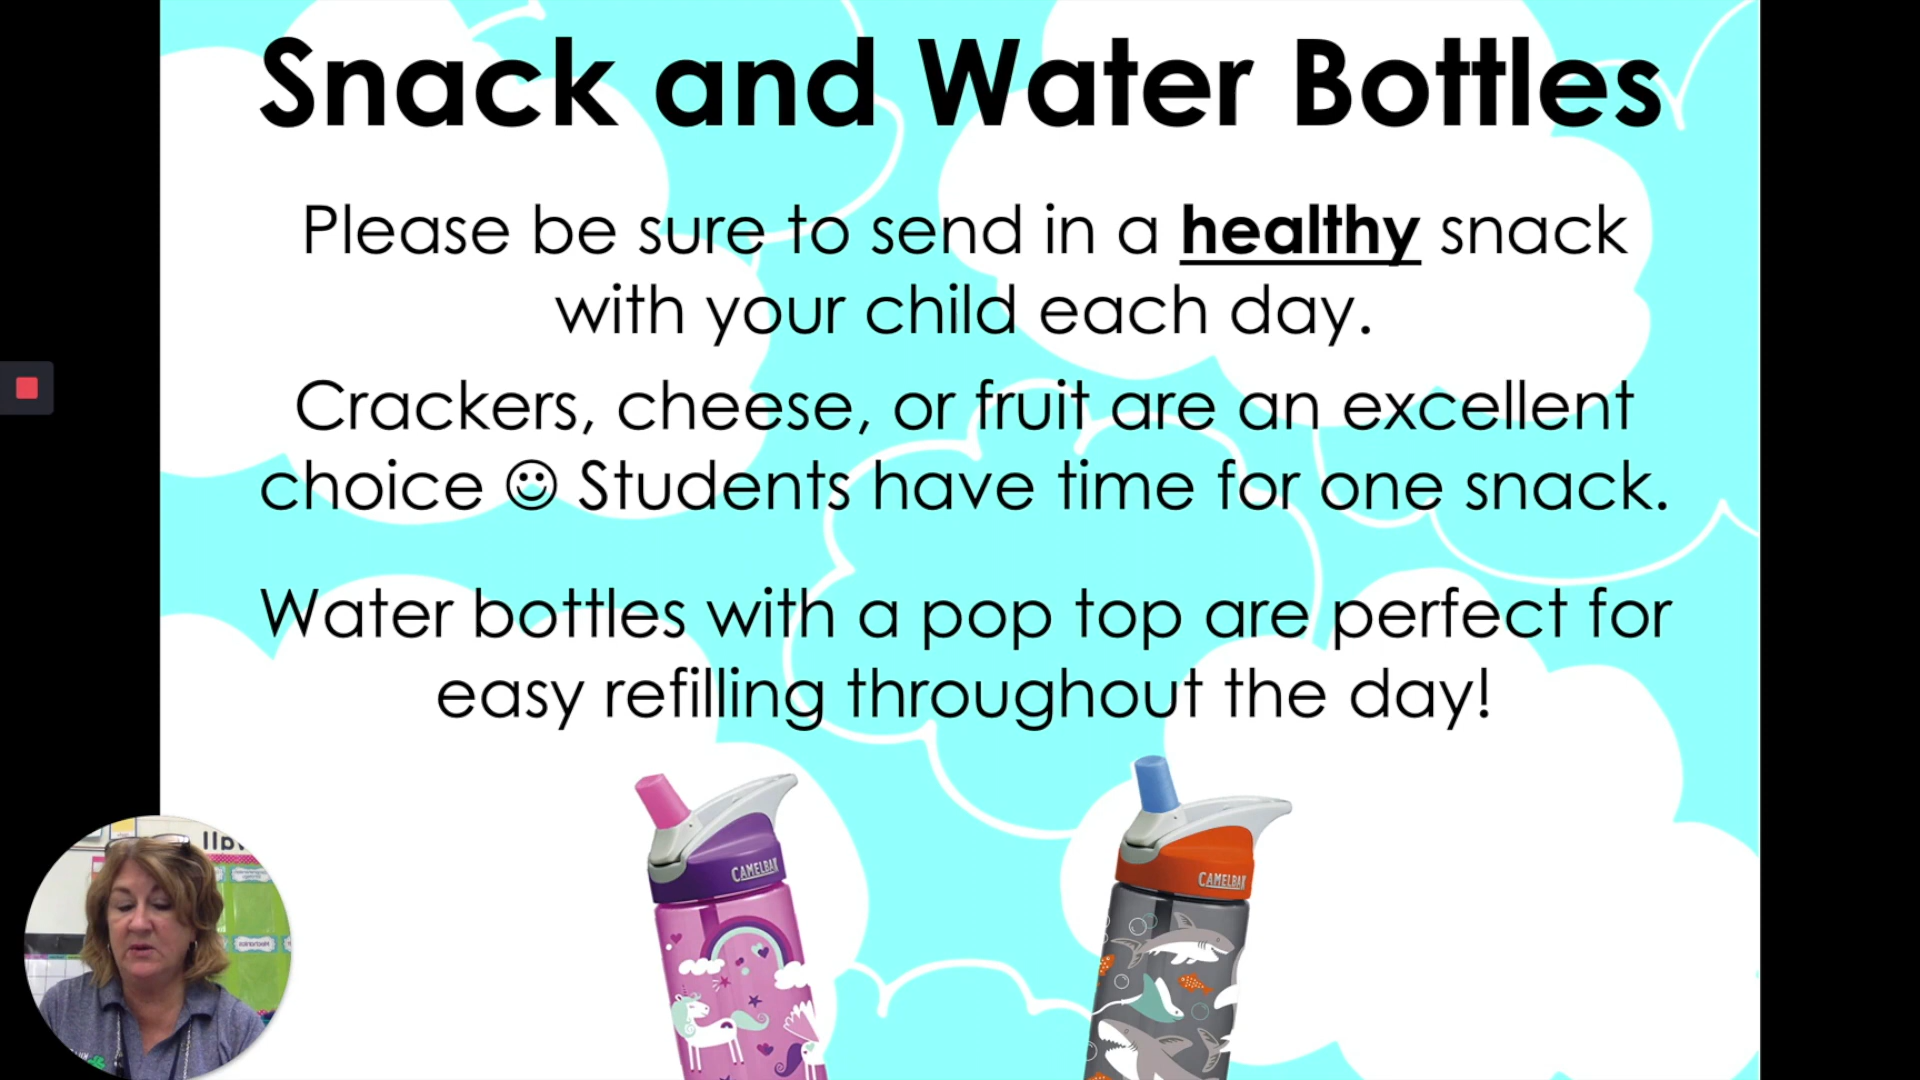 Snack and Water Bottles
Please be sure to send in a healthy snack
with your child each day.
Crackers, cheese, or fruit are an excellent
choice ☺ Students have time for one snack.
Water bottles with a pop top are perfect for
easy refilling throughout the day!
CAMELBAK
CAMELBAK